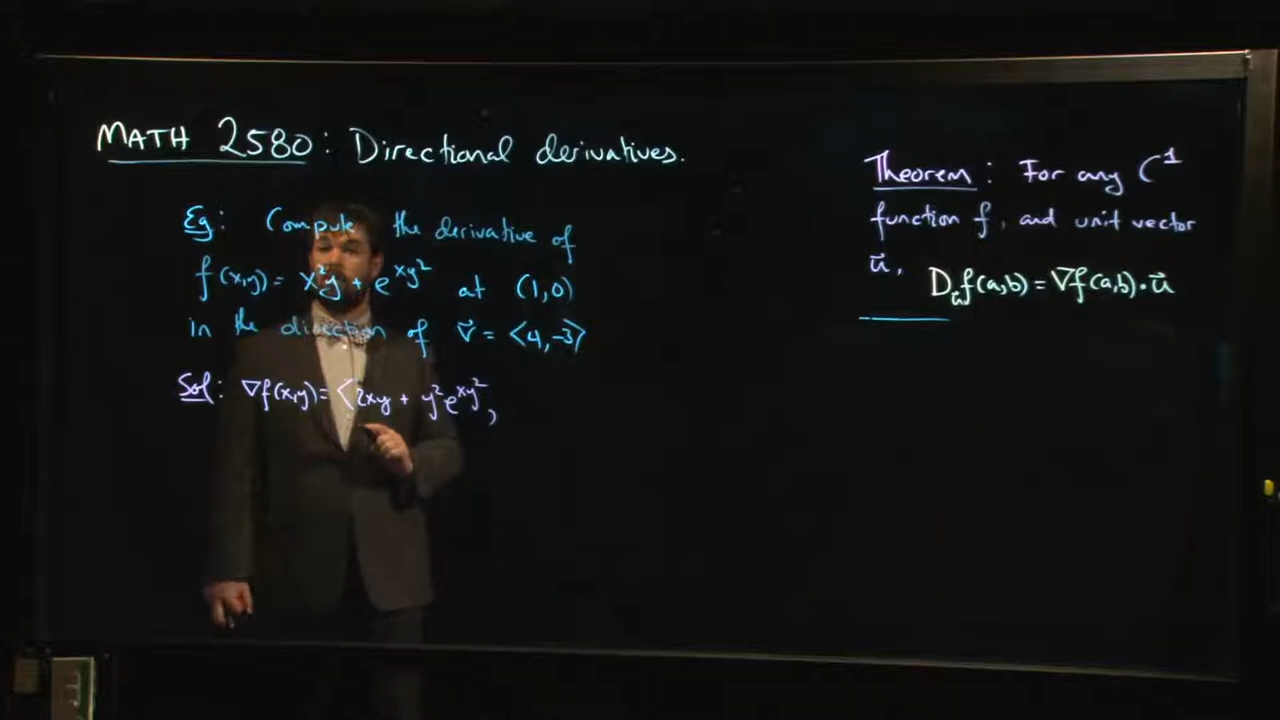 MATH 2580: Directional derivatives.
Eg: Compute the derivative of
f(x,y) = x²y + e^{xy²} at (1,0)
in the direction of v⃗ = ⟨4,-3⟩
Sol: ∇f(x,y) = ⟨2xy + y²e^{xy²},
Theorem: For any C¹
function f, and unit vector
u⃗,
D_{u⃗}f(a,b) = ∇f(a,b)·u⃗